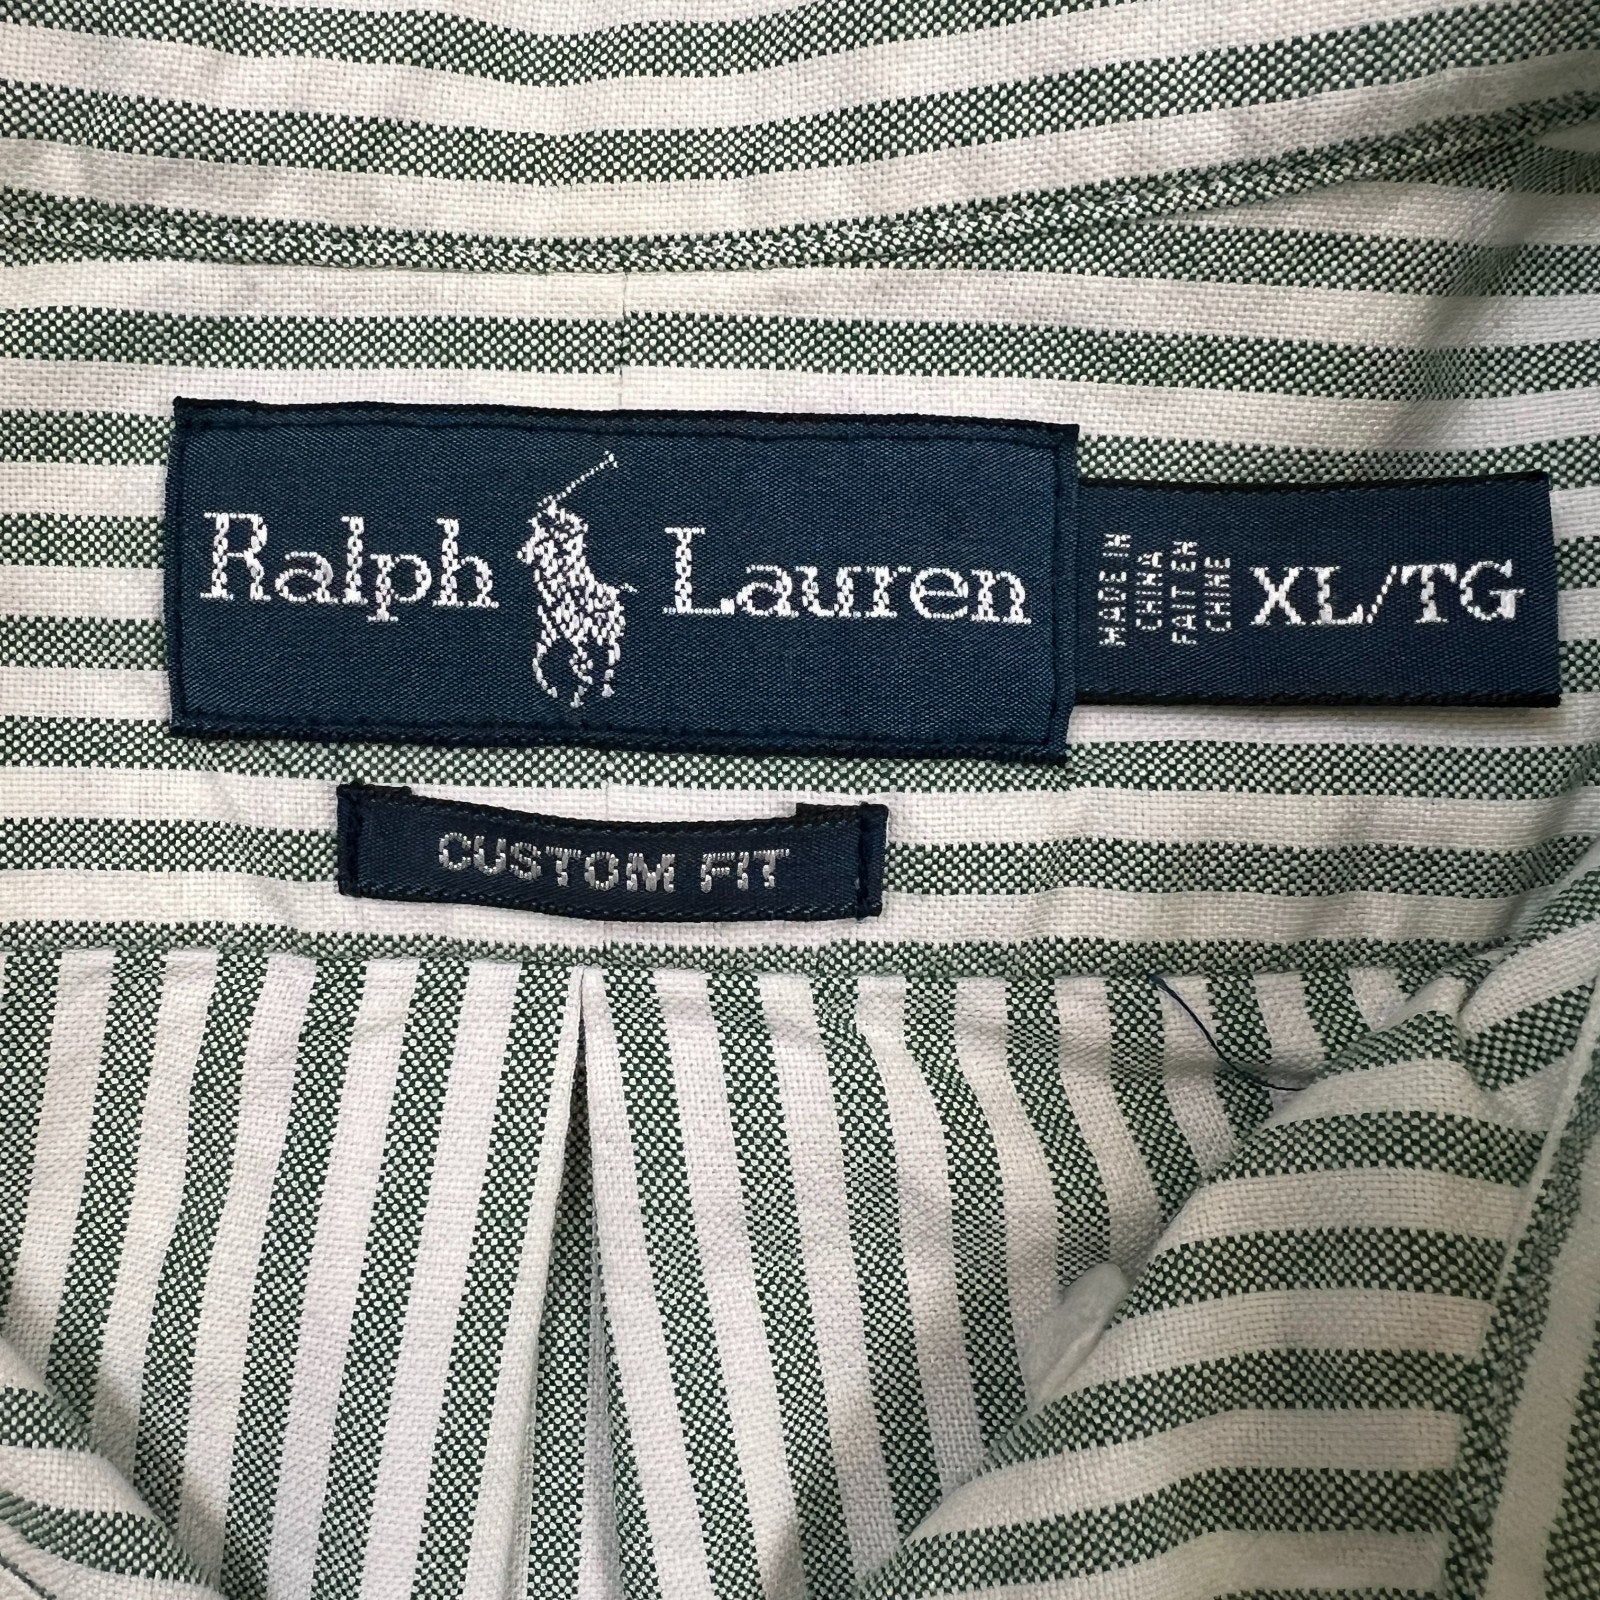 Ralph Lauren
MADE IN
CHINA
FAIT EN
CHINE
XL/TG
CUSTOM FIT